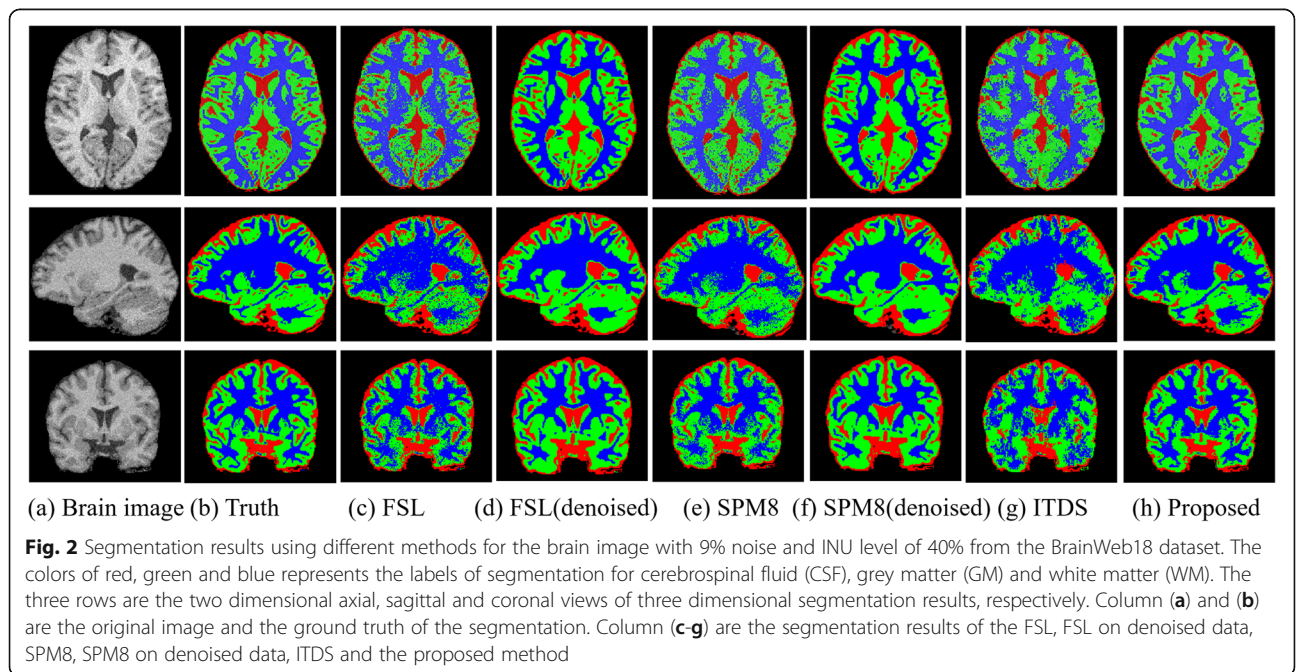 (a) Brain image (b) Truth (c) FSL (d) FSL(denoised) (e) SPM8 (f) SPM8(denoised) (g) ITDS (h) Proposed
Fig. 2 Segmentation results using different methods for the brain image with 9% noise and INU level of 40% from the BrainWeb18 dataset. The
colors of red, green and blue represents the labels of segmentation for cerebrospinal fluid (CSF), grey matter (GM) and white matter (WM). The
three rows are the two dimensional axial, sagittal and coronal views of three dimensional segmentation results, respectively. Column (a) and (b)
are the original image and the ground truth of the segmentation. Column (c-g) are the segmentation results of the FSL, FSL on denoised data,
SPM8, SPM8 on denoised data, ITDS and the proposed method